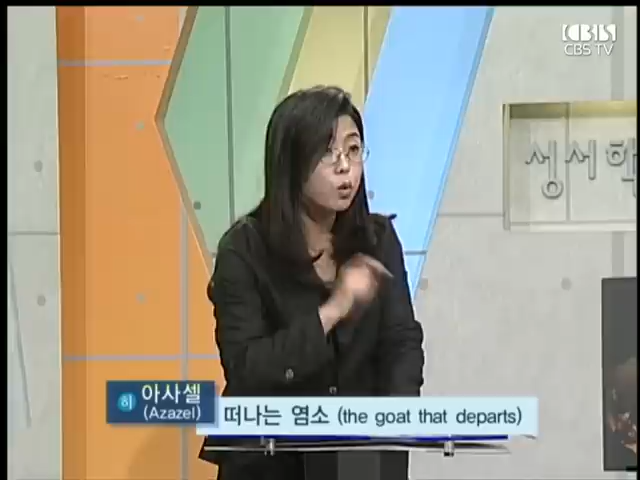 CBS
CBS TV
성서한
히 아사셀
(Azazel)
떠나는 염소 (the goat that departs)